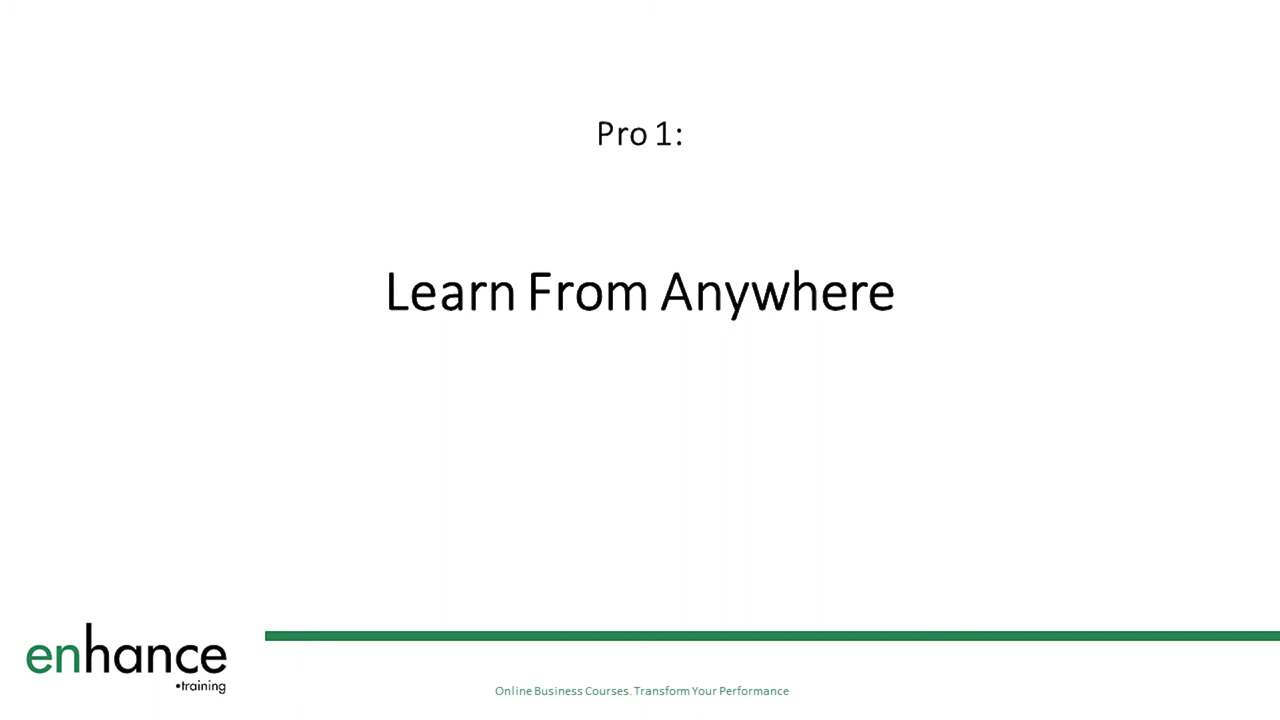 Pro 1:
Learn From Anywhere
enhance
•training
Online Business Courses. Transform Your Performance